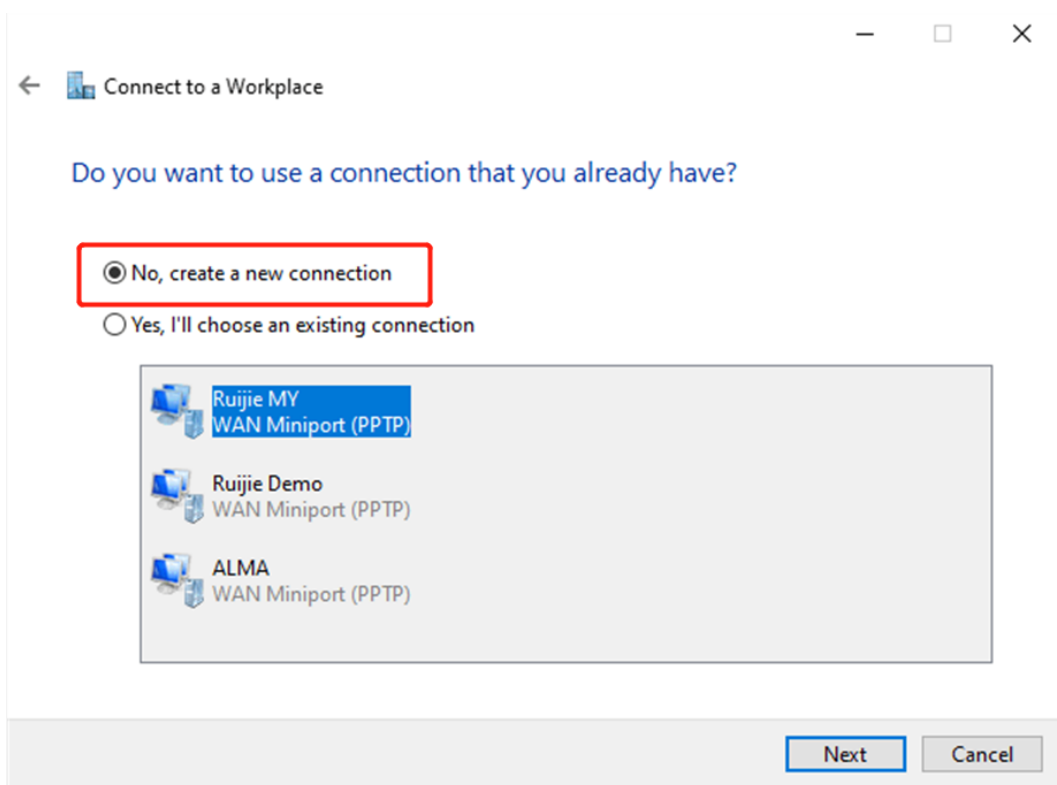 Connect to a Workplace
Do you want to use a connection that you already have?
No, create a new connection
Yes, I'll choose an existing connection
Ruijie MY
WAN Miniport (PPTP)
Ruijie Demo
WAN Miniport (PPTP)
ALMA
WAN Miniport (PPTP)
Next Cancel